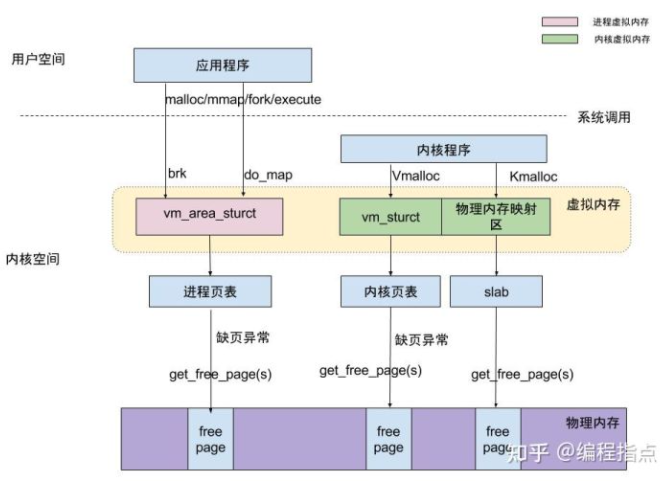 进程虚拟内存
内核虚拟内存
用户空间
应用程序
malloc/mmap/fork/execute
系统调用
内核程序
brk
do_map
Vmalloc
Kmalloc
vm_area_sturct
vm_sturct
物理内存映射
区
虚拟内存
内核空间
进程页表
内核页表
slab
缺页异常
缺页异常
get_free_page(s)
get_free_page(s)
get_free_page(s)
物理内存
free
page
free
page
free
page
知乎 @编程指点